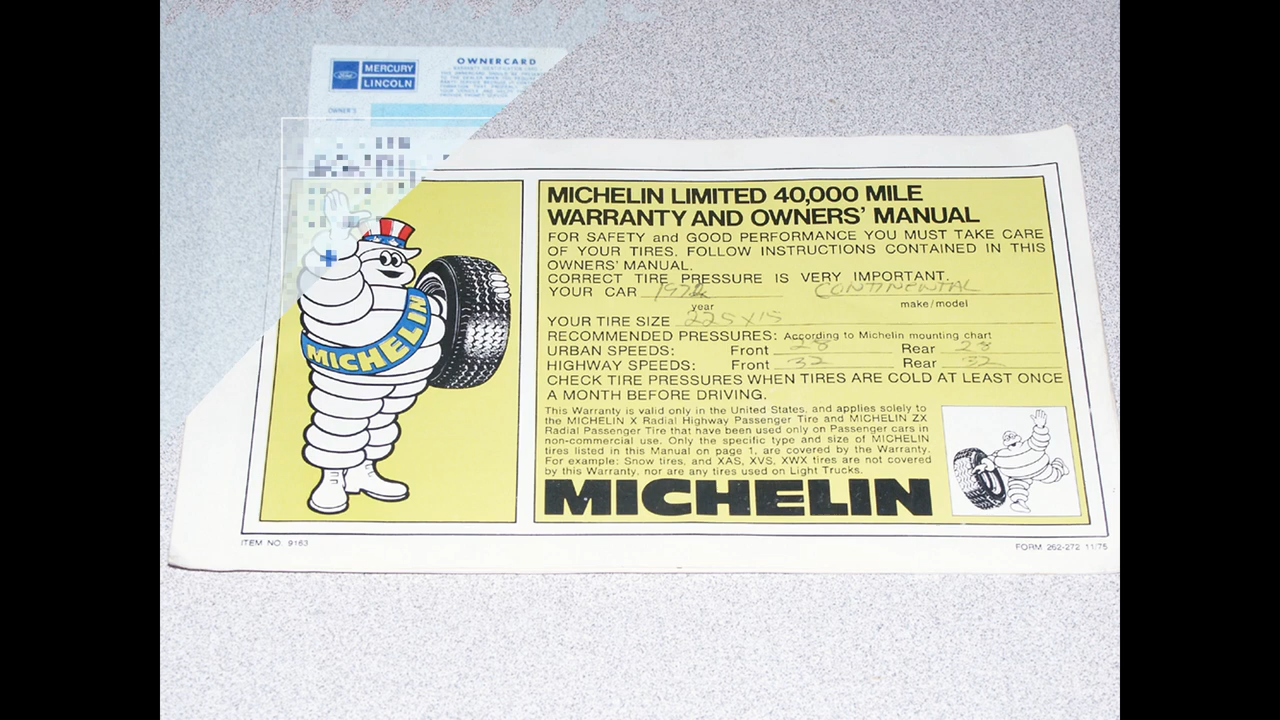 Ford
MERCURY
LINCOLN
OWNERCARD
OWNER'S
MICHELIN LIMITED 40,000 MILE
WARRANTY AND OWNERS' MANUAL
FOR SAFETY and GOOD PERFORMANCE YOU MUST TAKE CARE
OF YOUR TIRES. FOLLOW INSTRUCTIONS CONTAINED IN THIS
OWNERS' MANUAL.
CORRECT TIRE PRESSURE IS VERY IMPORTANT.
YOUR CAR CONTINENTAL
year make/model
YOUR TIRE SIZE 225 X 15
RECOMMENDED PRESSURES: According to Michelin mounting chart
URBAN SPEEDS: Front 28 Rear 28
HIGHWAY SPEEDS: Front 32 Rear 32
CHECK TIRE PRESSURES WHEN TIRES ARE COLD AT LEAST ONCE
A MONTH BEFORE DRIVING.
This Warranty is valid only in the United States, and applies solely to
the MICHELIN X Radial Highway Passenger Tire and MICHELIN ZX
Radial Passenger Tire that have been used only on Passenger cars in
non-commercial use. Only the specific type and size of MICHELIN
tires listed in this Manual on page 1, are covered by the Warranty.
For example: Snow tires, and XAS, XVS, XWX tires are not covered
by this Warranty, nor are any tires used on Light Trucks.
MICHELIN
MICHELIN
ITEM NO. 9163
FORM 262-272 11/75